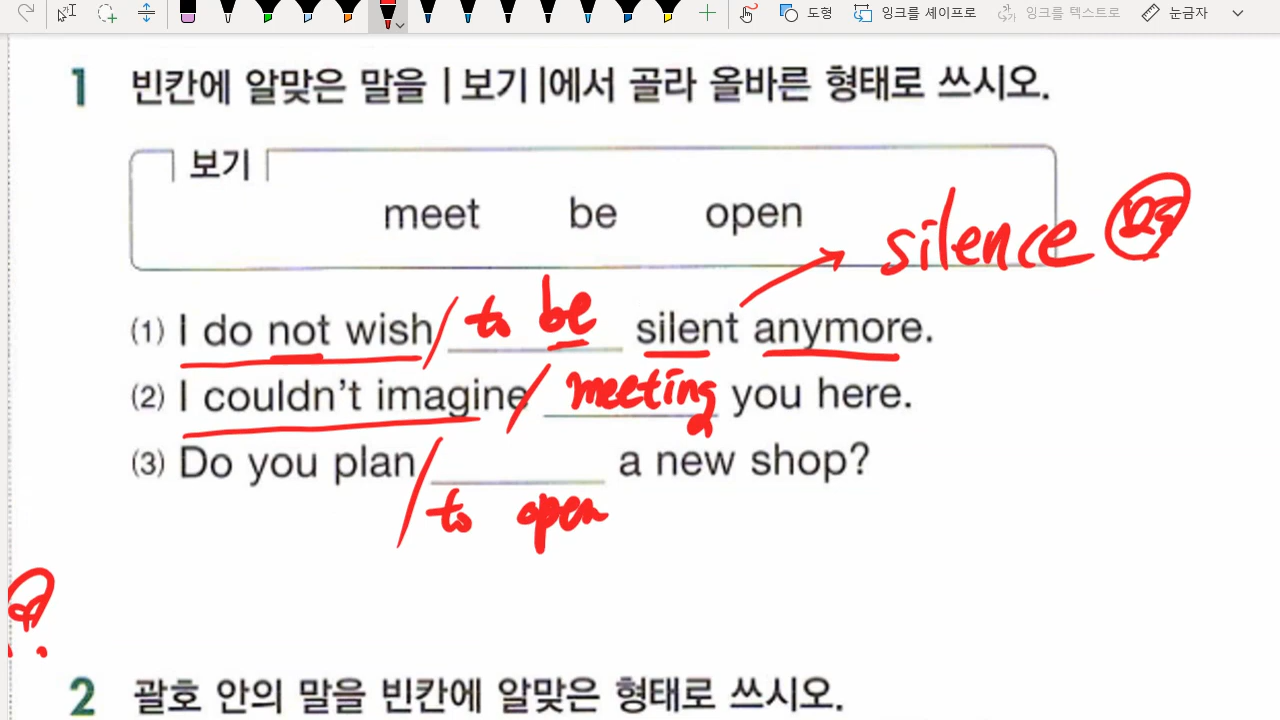 도형 잉크를 셰이프로 잉크를 텍스트로 눈금자
1 빈칸에 알맞은 말을 |보기|에서 골라 올바른 형태로 쓰시오.
보기
meet be open
silence 명
(1) I do not wish / to be silent anymore.
(2) I couldn't imagine / meeting you here.
(3) Do you plan / ________ a new shop?
to open
2 괄호 안의 말을 빈칸에 알맞은 형태로 쓰시오.